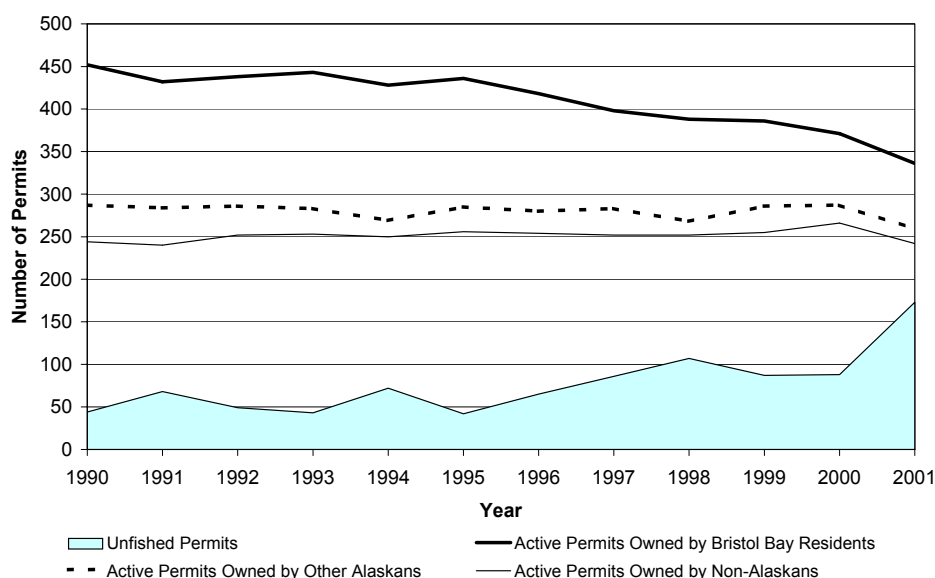 500
450
400
350
300
250
200
150
100
50
0
Number of Permits
1990 1991 1992 1993 1994 1995 1996 1997 1998 1999 2000 2001
Year
Unfished Permits Active Permits Owned by Bristol Bay Residents
Active Permits Owned by Other Alaskans Active Permits Owned by Non-Alaskans